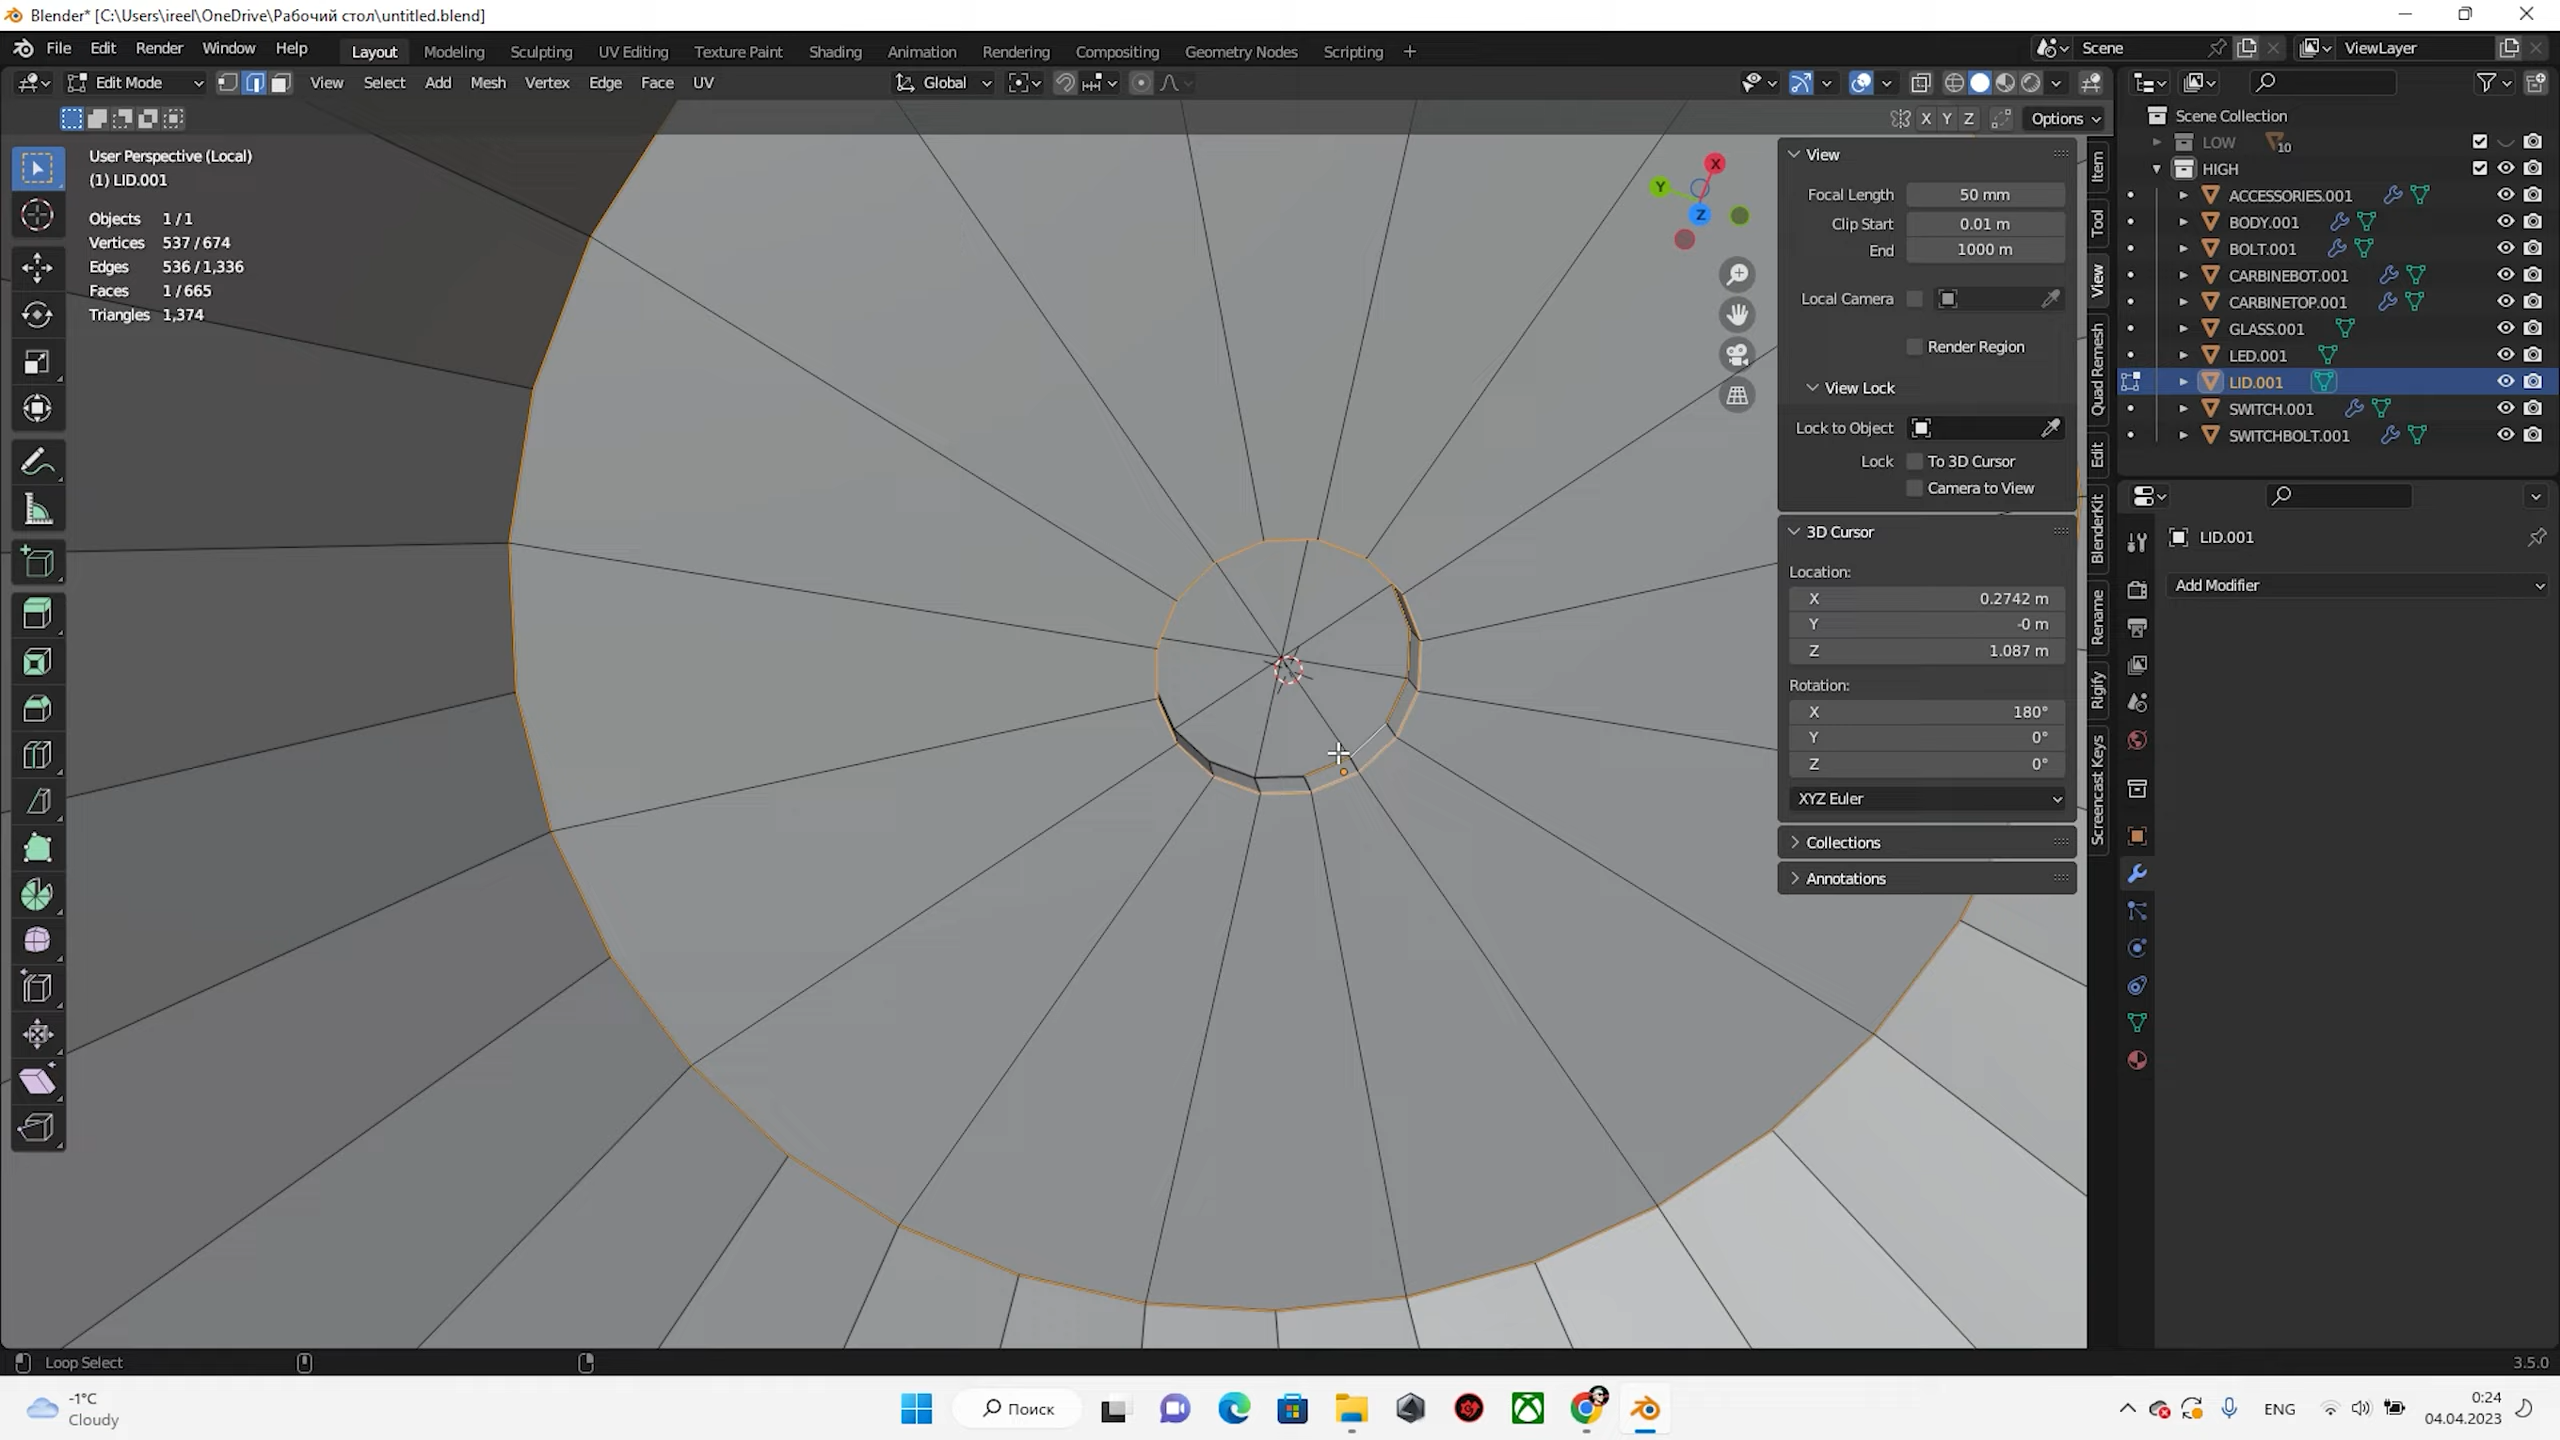 Blender* [C:\Users\ireel\OneDrive\Рабочий стол\untitled.blend]
File Edit Render Window Help Layout Modeling Sculpting UV Editing Texture Paint Shading Animation Rendering Compositing Geometry Nodes Scripting + Scene ViewLayer
Edit Mode View Select Add Mesh Vertex Edge Face UV Global
X Y Z Options
User Perspective (Local)
(1) LID.001
Objects 1 / 1
Vertices 537 / 674
Edges 536 / 1,336
Faces 1 / 665
Triangles 1,374
X
Y
Z
View
Focal Length 50 mm
Clip Start 0.01 m
End 1000 m
Local Camera
Render Region
View Lock
Lock to Object
Lock To 3D Cursor
Camera to View
3D Cursor
Location:
X 0.2742 m
Y -0 m
Z 1.087 m
Rotation:
X 180°
Y 0°
Z 0°
XYZ Euler
Collections
Annotations
Item
Tool
View
Quad Remesh
Edit
BlenderKit
Rename
Rigify
Screencast Keys
Scene Collection
LOW 10
HIGH
ACCESSORIES.001
BODY.001
BOLT.001
CARBINEBOT.001
CARBINETOP.001
GLASS.001
LED.001
LID.001
SWITCH.001
SWITCHBOLT.001
LID.001
Add Modifier
Loop Select 3.5.0
-1°C
Cloudy
Поиск
ENG
0:24
04.04.2023